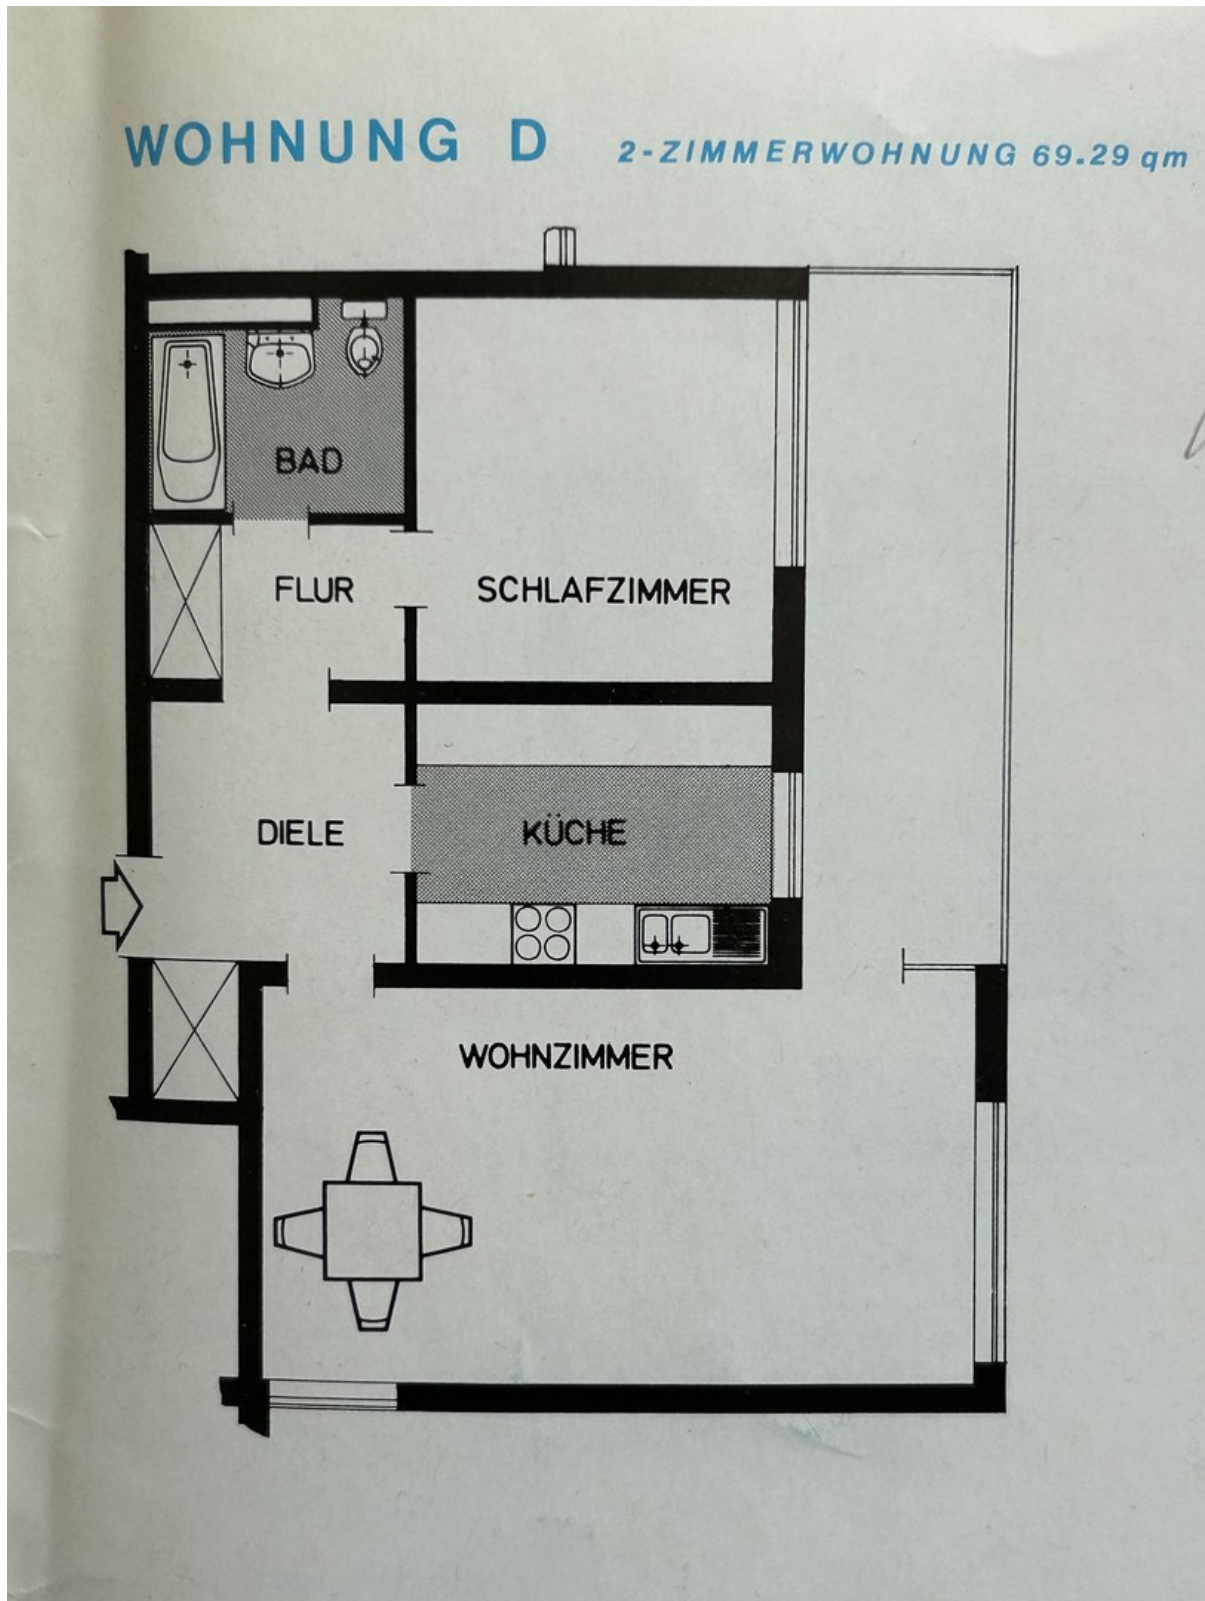 WOHNUNG D 2-ZIMMERWOHNUNG 69.29 qm
BAD
FLUR SCHLAFZIMMER
DIELE KÜCHE
WOHNZIMMER